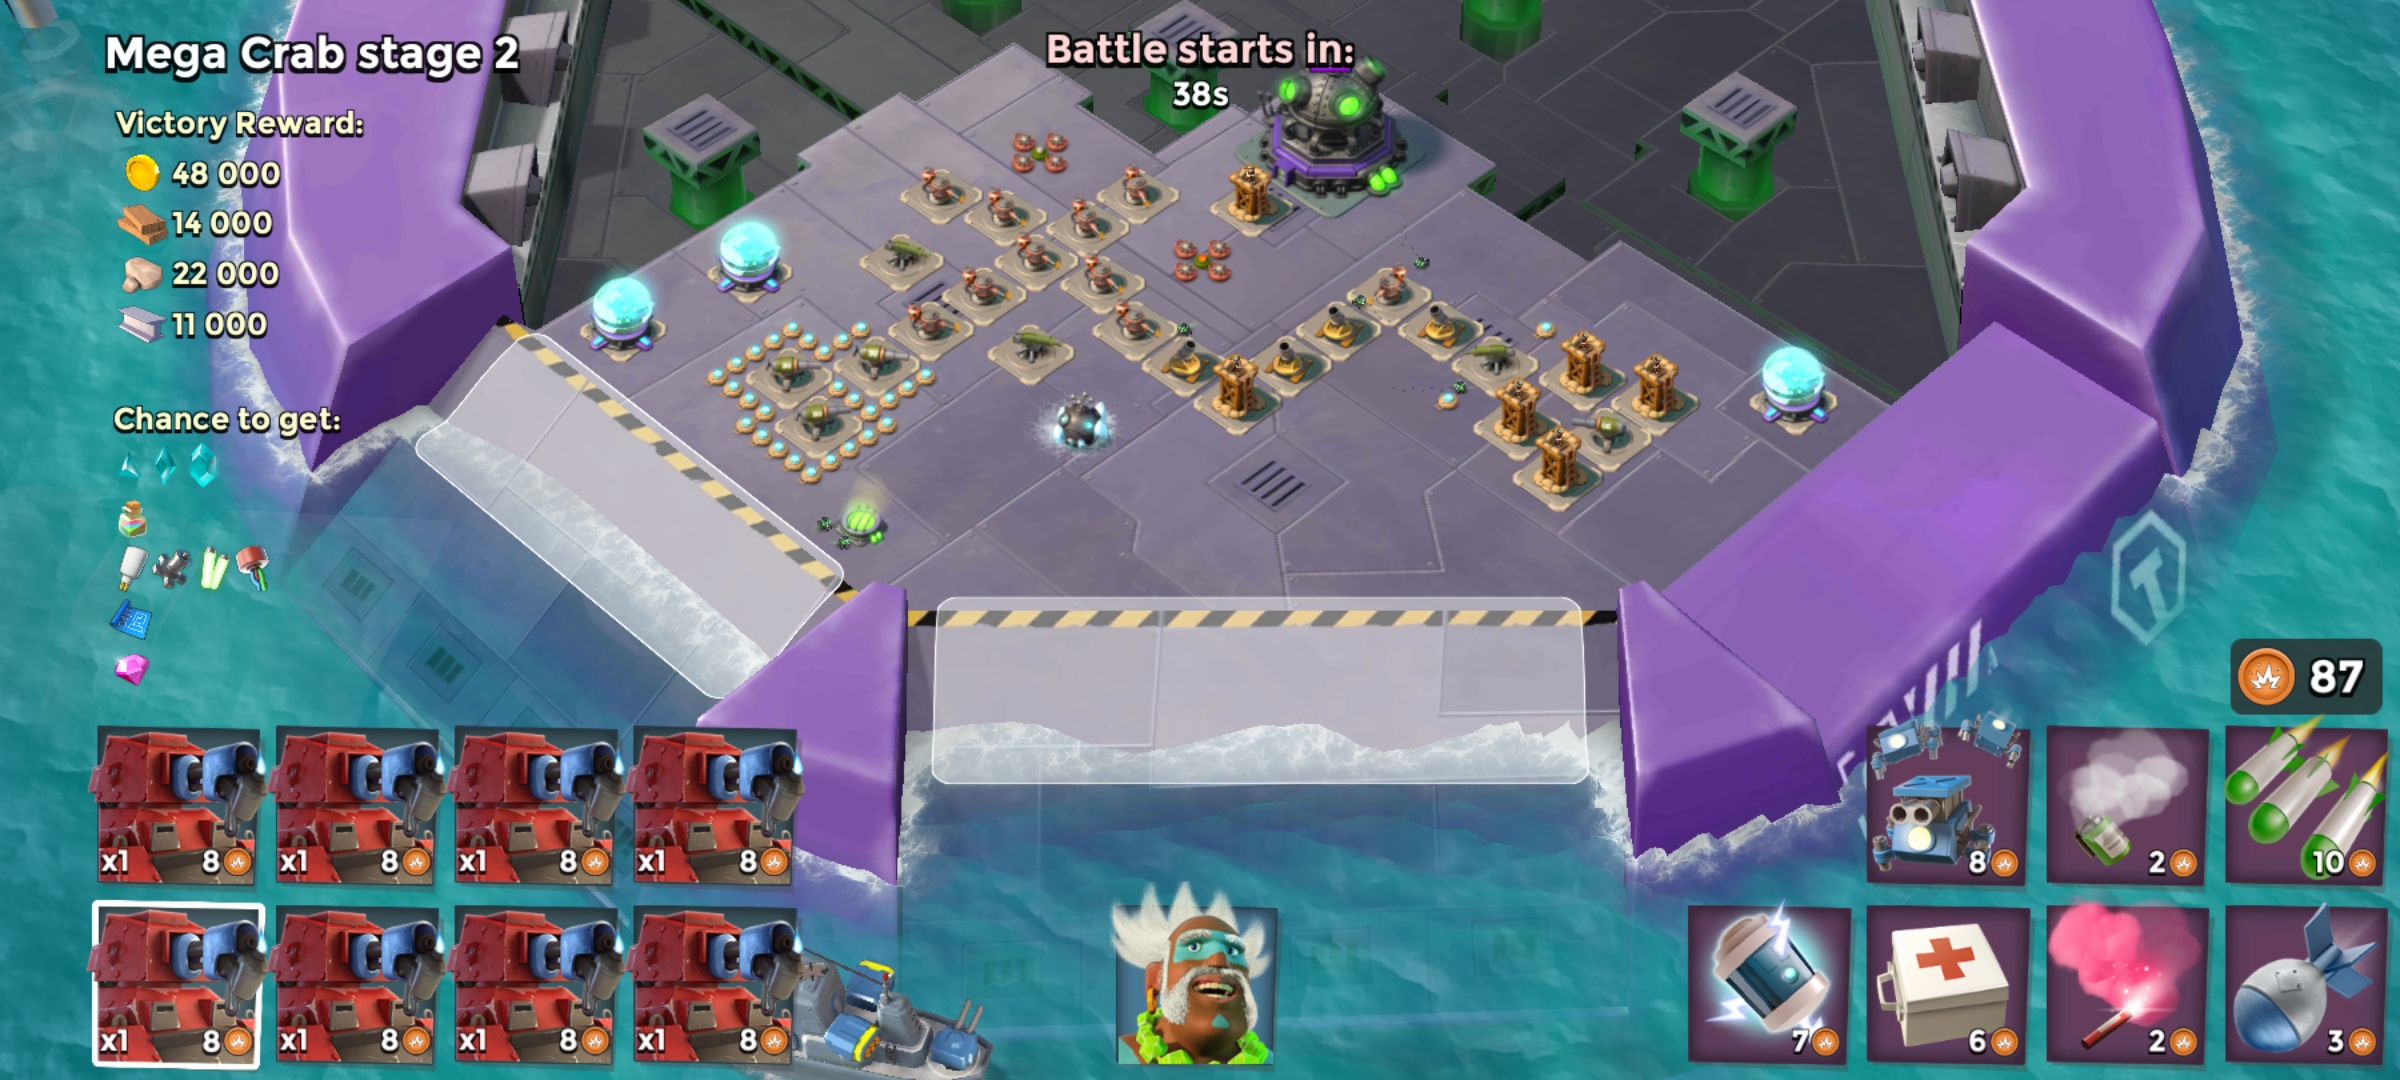 Mega Crab stage 2
Battle starts in:
38s
Victory Reward:
48 000
14 000
22 000
11 000
Chance to get:
87
x1 8
x1 8
x1 8
x1 8
8
2
10
x1 8
x1 8
x1 8
x1 8
7
6
2
3